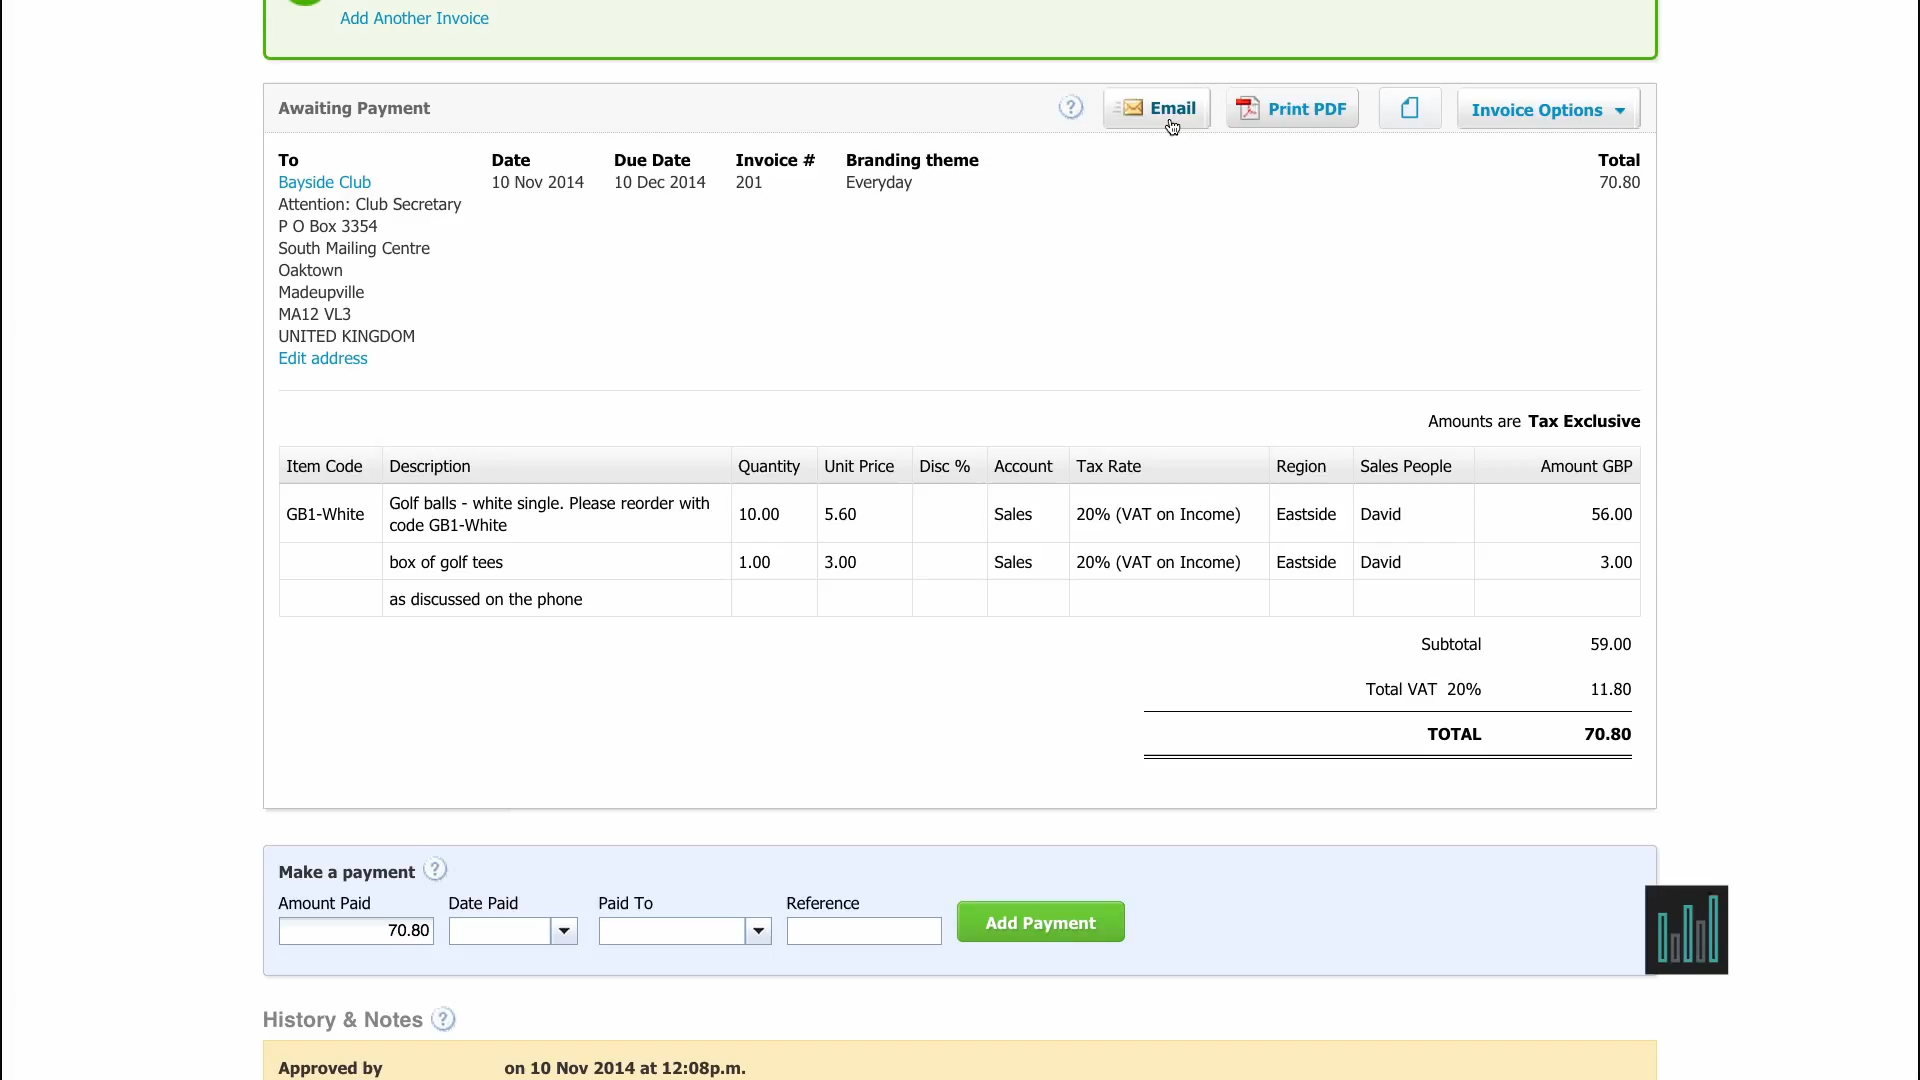 Add Another Invoice
Awaiting Payment
? Email Print PDF Invoice Options
To Date Due Date Invoice # Branding theme Total
Bayside Club 10 Nov 2014 10 Dec 2014 201 Everyday 70.80
Attention: Club Secretary
P O Box 3354
South Mailing Centre
Oaktown
Madeupville
MA12 VL3
UNITED KINGDOM
Edit address
Amounts are Tax Exclusive
Item Code Description Quantity Unit Price Disc % Account Tax Rate Region Sales People Amount GBP
GB1-White Golf balls - white single. Please reorder with code GB1-White 10.00 5.60 Sales 20% (VAT on Income) Eastside David 56.00
box of golf tees 1.00 3.00 Sales 20% (VAT on Income) Eastside David 3.00
as discussed on the phone
Subtotal 59.00
Total VAT 20% 11.80
TOTAL 70.80
Make a payment ?
Amount Paid Date Paid Paid To Reference
70.80 Add Payment
History & Notes ?
Approved by on 10 Nov 2014 at 12:08p.m.